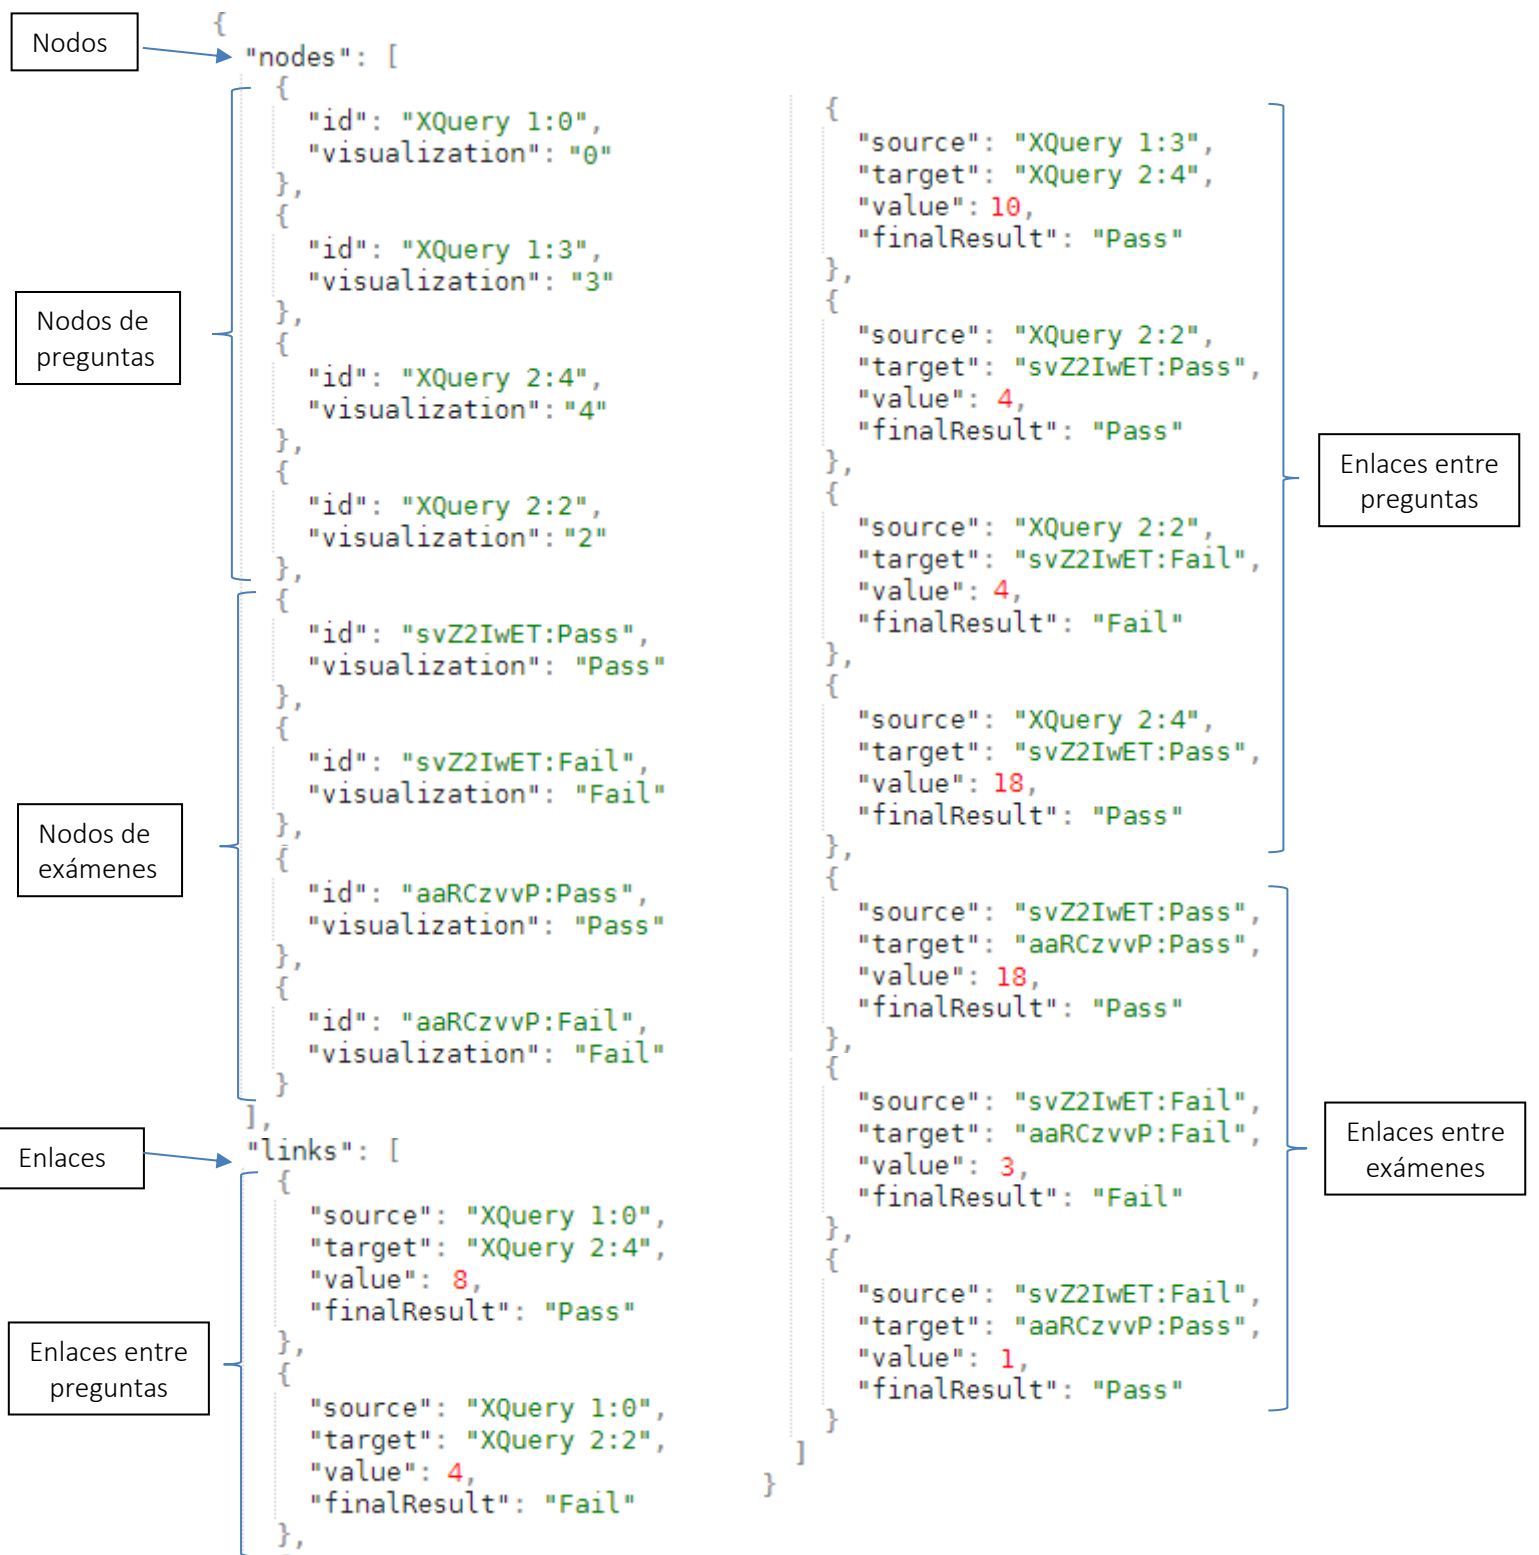 {
Nodos
"nodes": [
{
"id": "XQuery 1:0",
"visualization": "0"
},
{
"id": "XQuery 1:3",
"visualization": "3"
},
Nodos de
preguntas
{
"id": "XQuery 2:4",
"visualization": "4"
},
{
"id": "XQuery 2:2",
"visualization": "2"
},
{
"id": "svZ2IwET:Pass",
"visualization": "Pass"
},
{
"id": "svZ2IwET:Fail",
"visualization": "Fail"
},
Nodos de
exámenes
{
"id": "aaRCzvvP:Pass",
"visualization": "Pass"
},
{
"id": "aaRCzvvP:Fail",
"visualization": "Fail"
}
],
Enlaces
"links": [
{
"source": "XQuery 1:0",
"target": "XQuery 2:4",
"value": 8,
"finalResult": "Pass"
},
Enlaces entre
preguntas
{
"source": "XQuery 1:0",
"target": "XQuery 2:2",
"value": 4,
"finalResult": "Fail"
},
{
"source": "XQuery 1:3",
"target": "XQuery 2:4",
"value": 10,
"finalResult": "Pass"
},
{
"source": "XQuery 2:2",
"target": "svZ2IwET:Pass",
"value": 4,
"finalResult": "Pass"
},
Enlaces entre
preguntas
{
"source": "XQuery 2:2",
"target": "svZ2IwET:Fail",
"value": 4,
"finalResult": "Fail"
},
{
"source": "XQuery 2:4",
"target": "svZ2IwET:Pass",
"value": 18,
"finalResult": "Pass"
},
{
"source": "svZ2IwET:Pass",
"target": "aaRCzvvP:Pass",
"value": 18,
"finalResult": "Pass"
},
{
"source": "svZ2IwET:Fail",
"target": "aaRCzvvP:Fail",
"value": 3,
"finalResult": "Fail"
},
Enlaces entre
exámenes
{
"source": "svZ2IwET:Fail",
"target": "aaRCzvvP:Pass",
"value": 1,
"finalResult": "Pass"
}
]
}